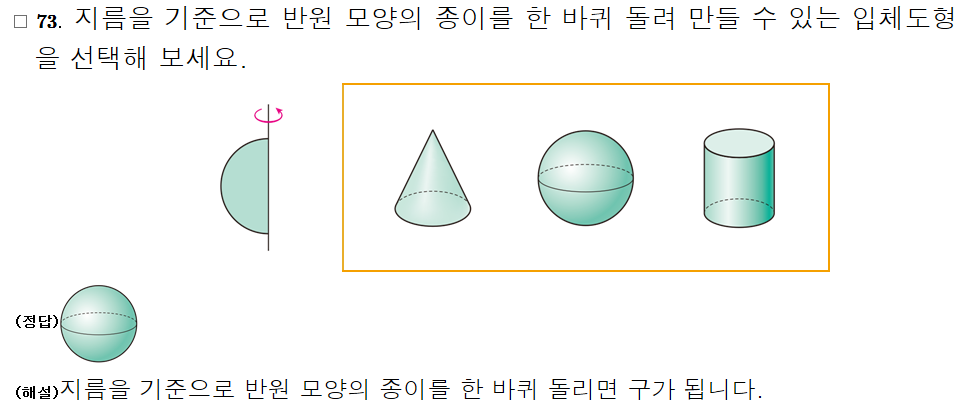 □ 73. 지름을 기준으로 반원 모양의 종이를 한 바퀴 돌려 만들 수 있는 입체도형
을 선택해 보세요.
(정답)
(해설)지름을 기준으로 반원 모양의 종이를 한 바퀴 돌리면 구가 됩니다.